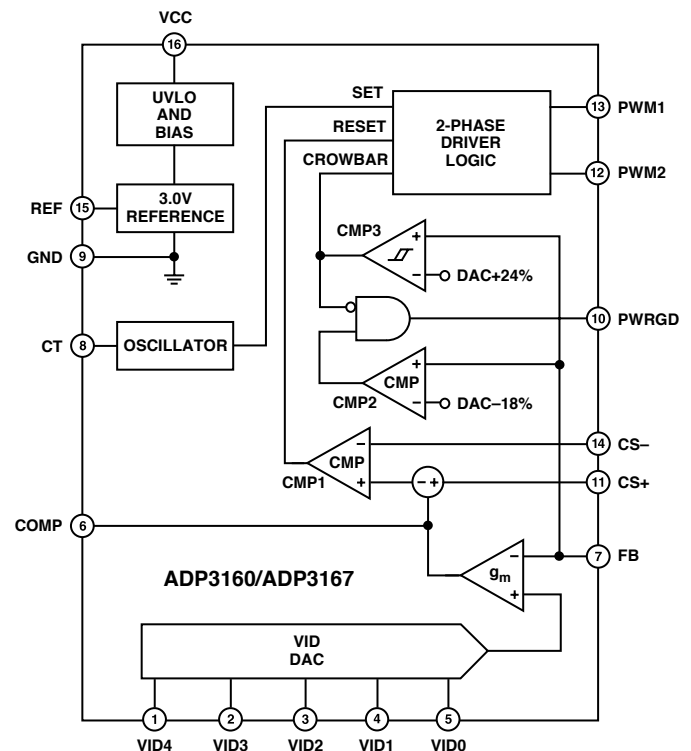 VCC
16
UVLO
AND
BIAS
SET
RESET
CROWBAR
2-PHASE
DRIVER
LOGIC
13 PWM1
12 PWM2
REF 15
3.0V
REFERENCE
GND 9
CMP3
+
–
DAC+24%
CT 8
OSCILLATOR
10 PWRGD
CMP
+
–
CMP2
DAC–18%
14 CS–
CMP
–
+
CMP1
– +
11 CS+
COMP 6
7 FB
gm
–
+
ADP3160/ADP3167
VID
DAC
1 2 3 4 5
VID4 VID3 VID2 VID1 VID0